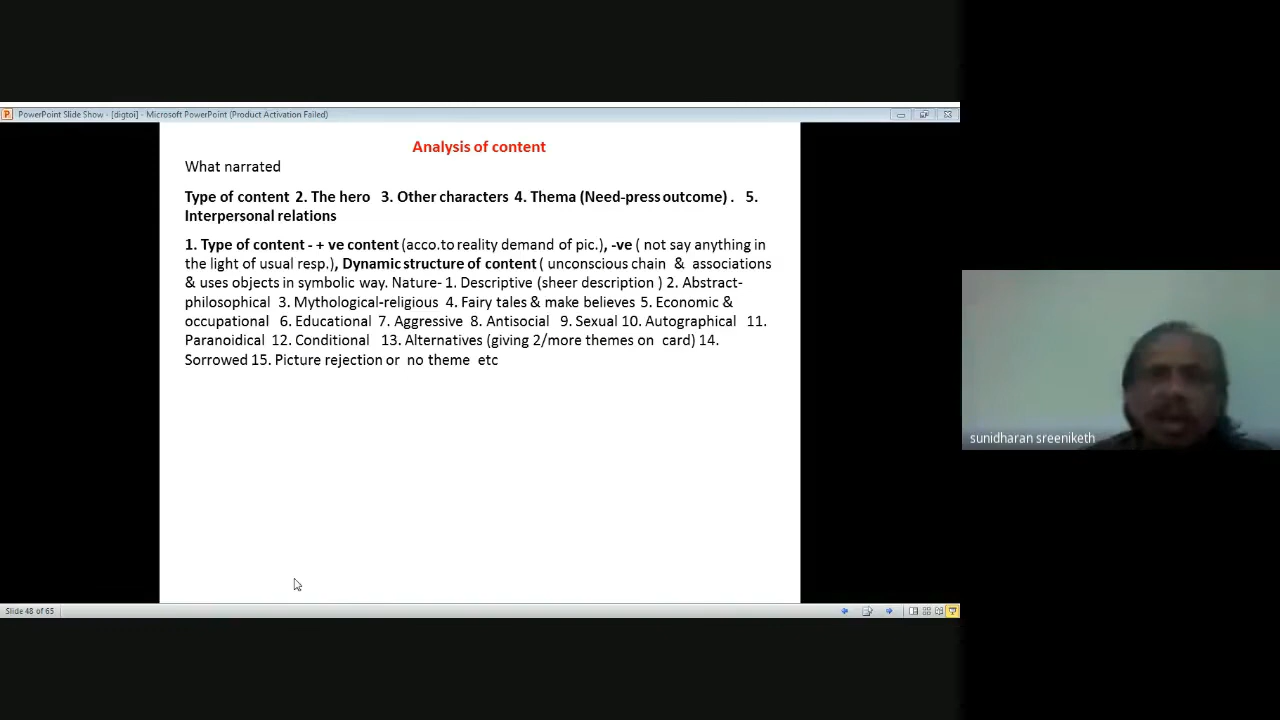 PowerPoint Slide Show - [digtoi] - Microsoft PowerPoint (Product Activation Failed)
Analysis of content
What narrated
Type of content 2. The hero 3. Other characters 4. Thema (Need-press outcome) . 5.
Interpersonal relations
1. Type of content - + ve content (acco.to reality demand of pic.), -ve ( not say anything in
the light of usual resp.), Dynamic structure of content ( unconscious chain & associations
& uses objects in symbolic way. Nature- 1. Descriptive (sheer description ) 2. Abstract-
philosophical 3. Mythological-religious 4. Fairy tales & make believes 5. Economic &
occupational 6. Educational 7. Aggressive 8. Antisocial 9. Sexual 10. Autographical 11.
Paranoidical 12. Conditional 13. Alternatives (giving 2/more themes on card) 14.
Sorrowed 15. Picture rejection or no theme etc
sunidharan sreeniketh
Slide 48 of 65